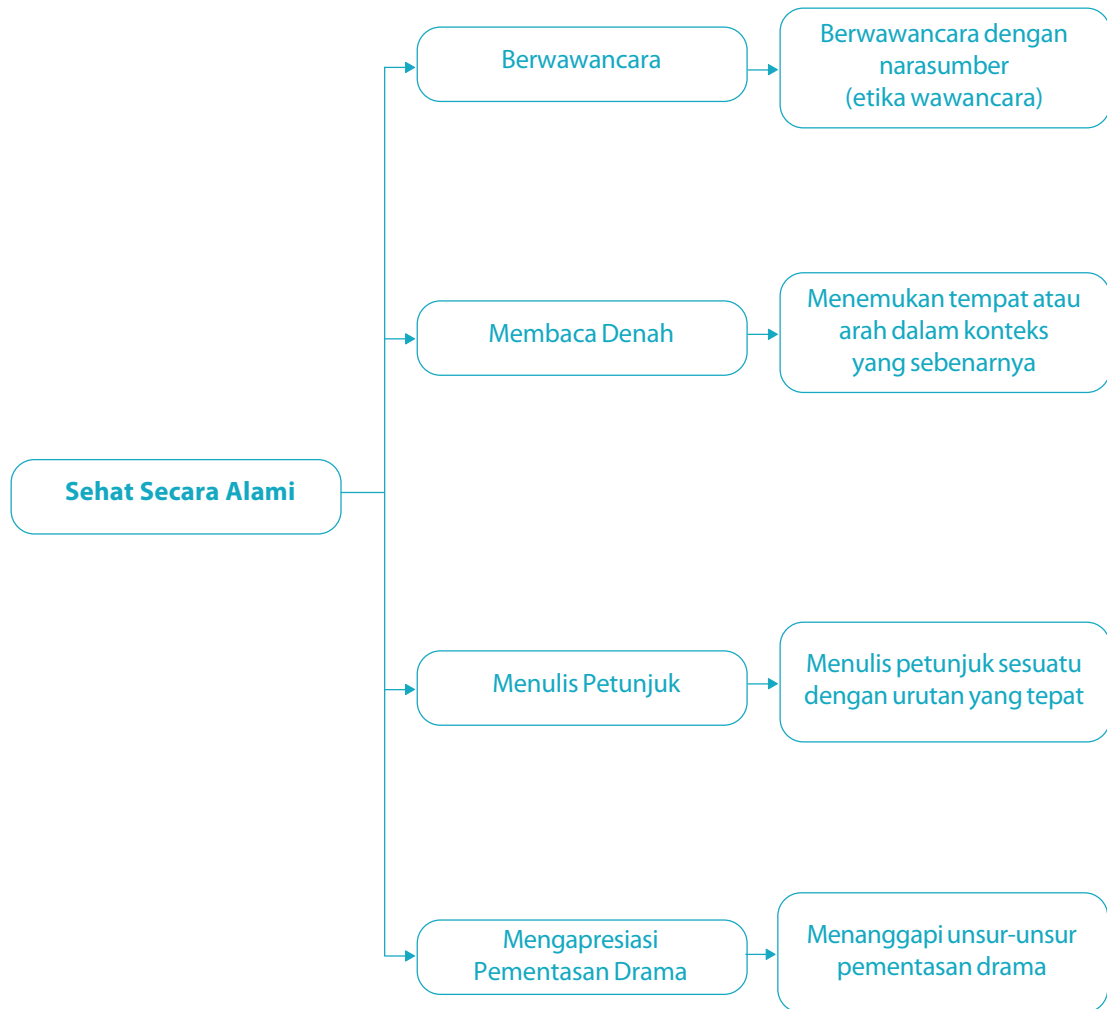 Sehat Secara Alami
Berwawancara
Berwawancara dengan
narasumber
(etika wawancara)
Membaca Denah
Menemukan tempat atau
arah dalam konteks
yang sebenarnya
Menulis Petunjuk
Menulis petunjuk sesuatu
dengan urutan yang tepat
Mengapresiasi
Pementasan Drama
Menanggapi unsur-unsur
pementasan drama